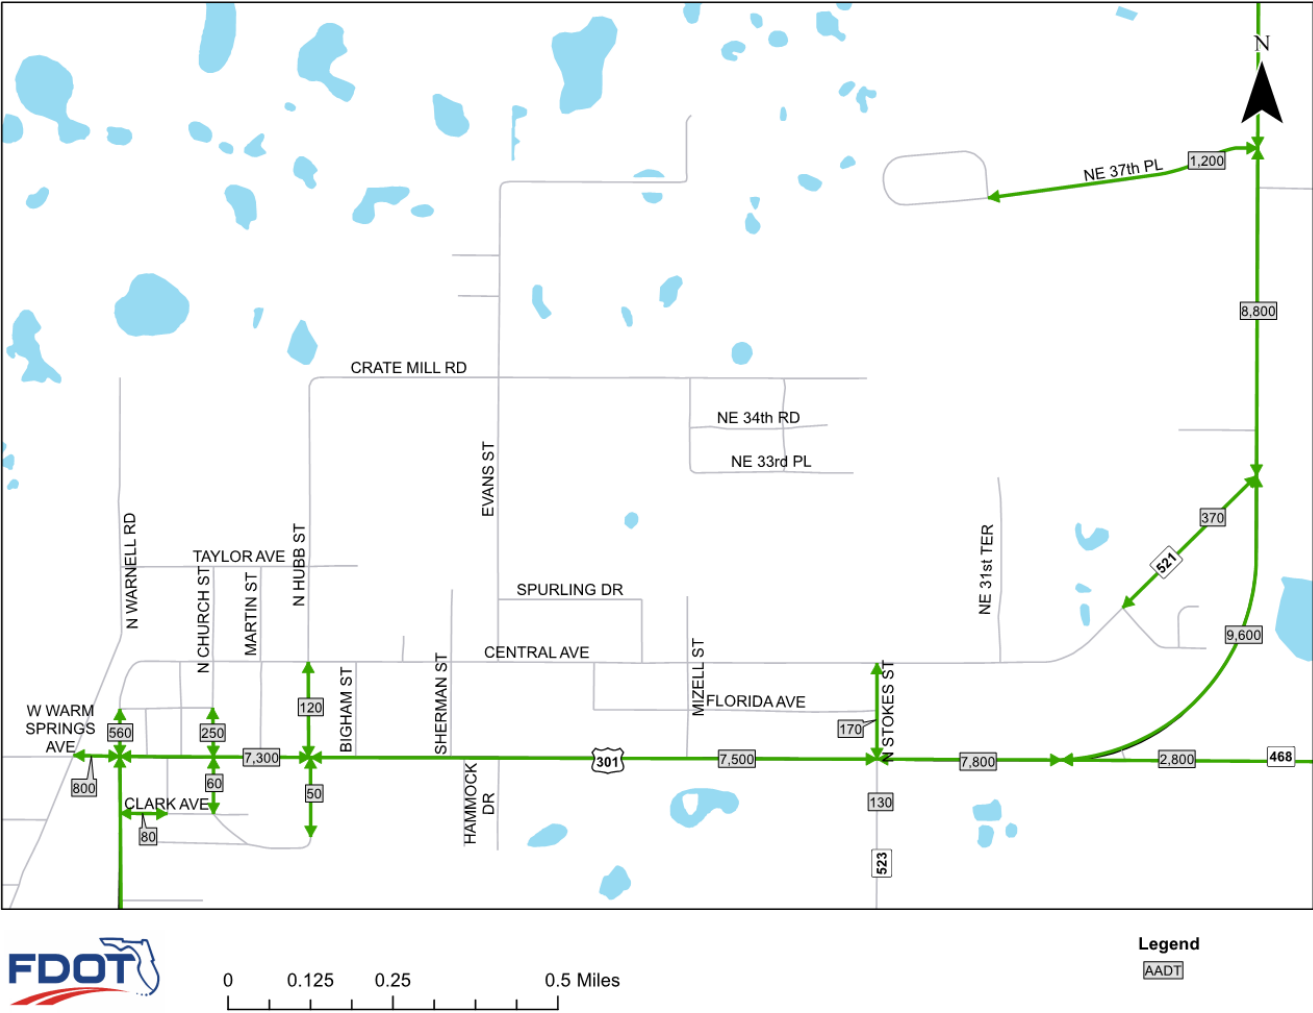 N
1,200
NE 37th PL
8,800
CRATE MILL RD
NE 34th RD
NE 33rd PL
EVANS ST
370
521
N WARNELL RD
TAYLOR AVE
N HUBB ST
NE 31st TER
N CHURCH ST
MARTIN ST
SPURLING DR
9,600
CENTRAL AVE
MIZELL ST
N STOKES ST
BIGHAM ST
SHERMAN ST
FLORIDA AVE
W WARM
SPRINGS
AVE
120
560
250
170
7,300
301
7,500
7,800
2,800
468
800
60
50
HAMMOCK
DR
CLARK AVE
130
80
523
FDOT
Legend
AADT
0 0.125 0.25 0.5 Miles